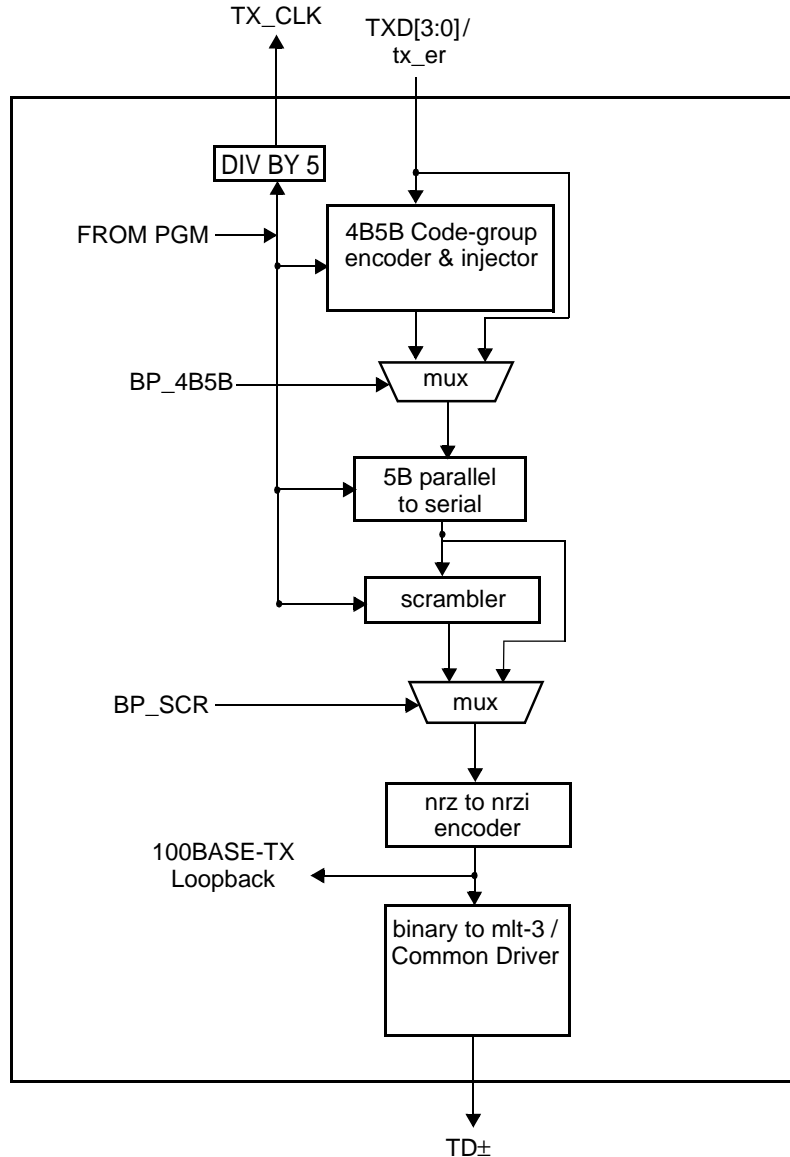 TX_CLK
TXD[3:0]/
tx_er
DIV BY 5
FROM PGM
4B5B Code-group
encoder & injector
BP_4B5B
mux
5B parallel
to serial
scrambler
BP_SCR
mux
nrz to nrzi
encoder
100BASE-TX
Loopback
binary to mlt-3 /
Common Driver
TD±